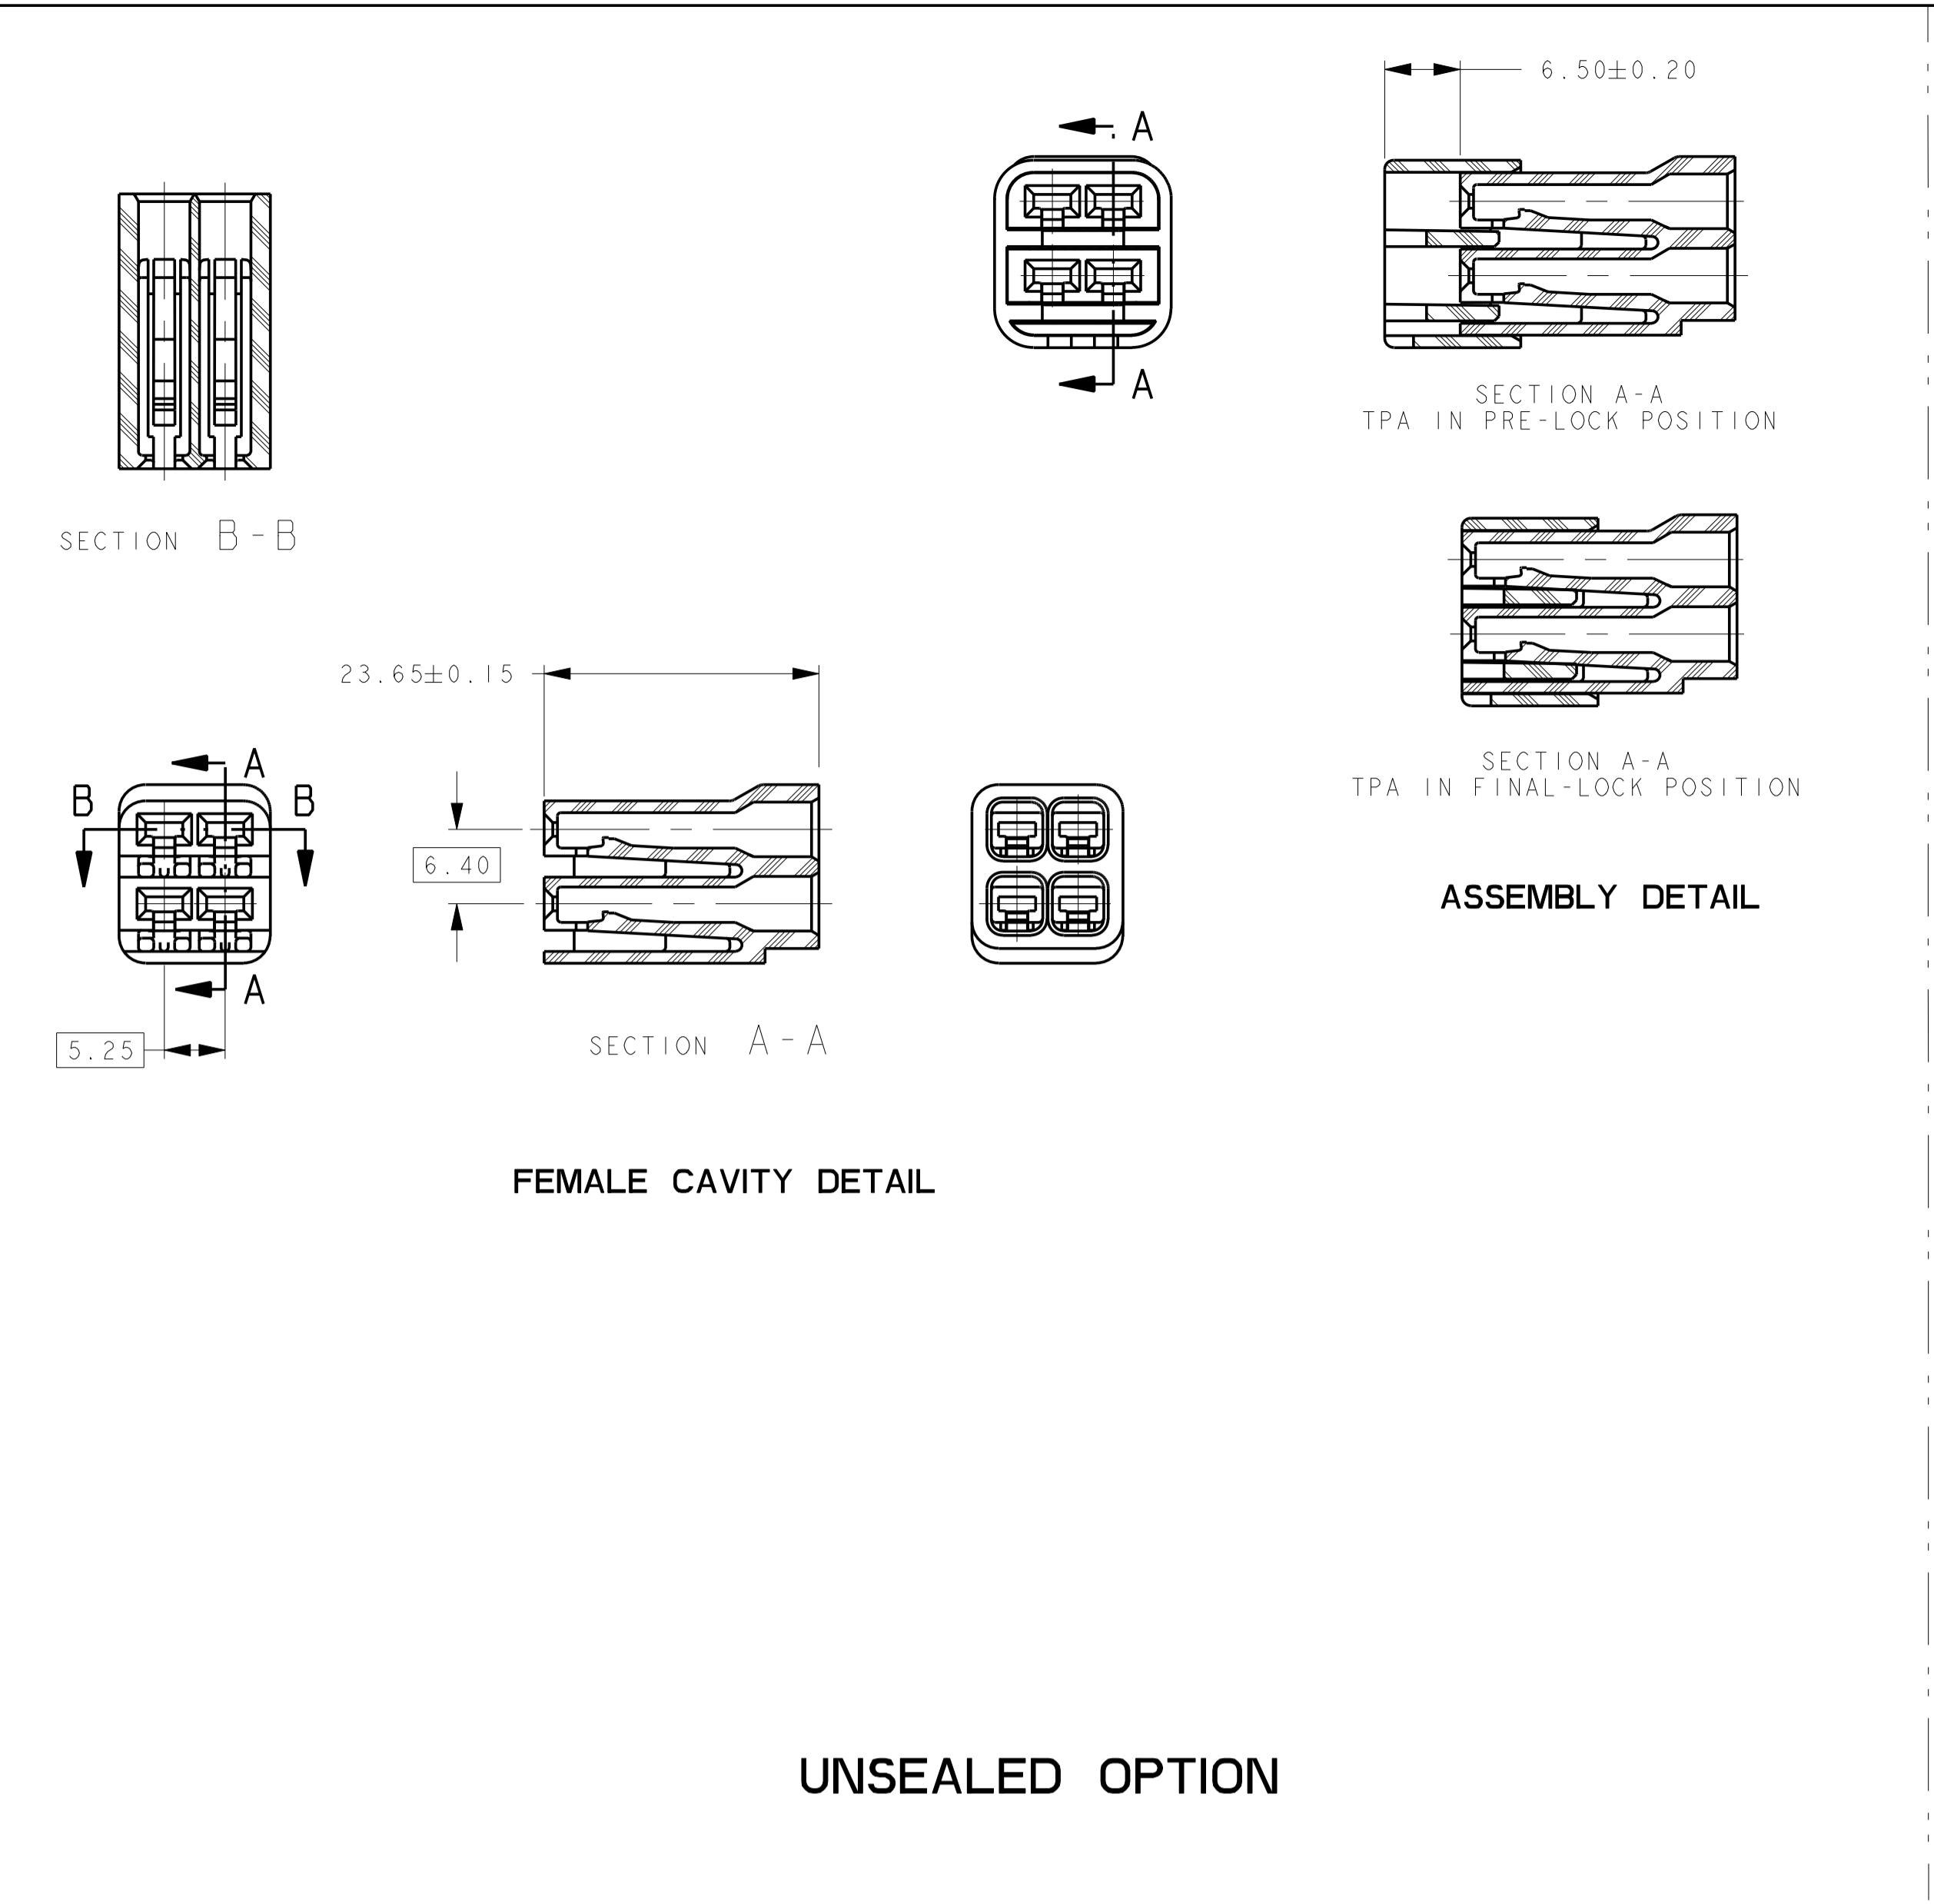 6.50±0.20
A
A
SECTION A-A
TPA IN PRE-LOCK POSITION
SECTION B-B
SECTION A-A
TPA IN FINAL-LOCK POSITION
23.65±0.15
B
A
B
6.40
A
5.25
SECTION A-A
ASSEMBLY DETAIL
FEMALE CAVITY DETAIL
UNSEALED OPTION